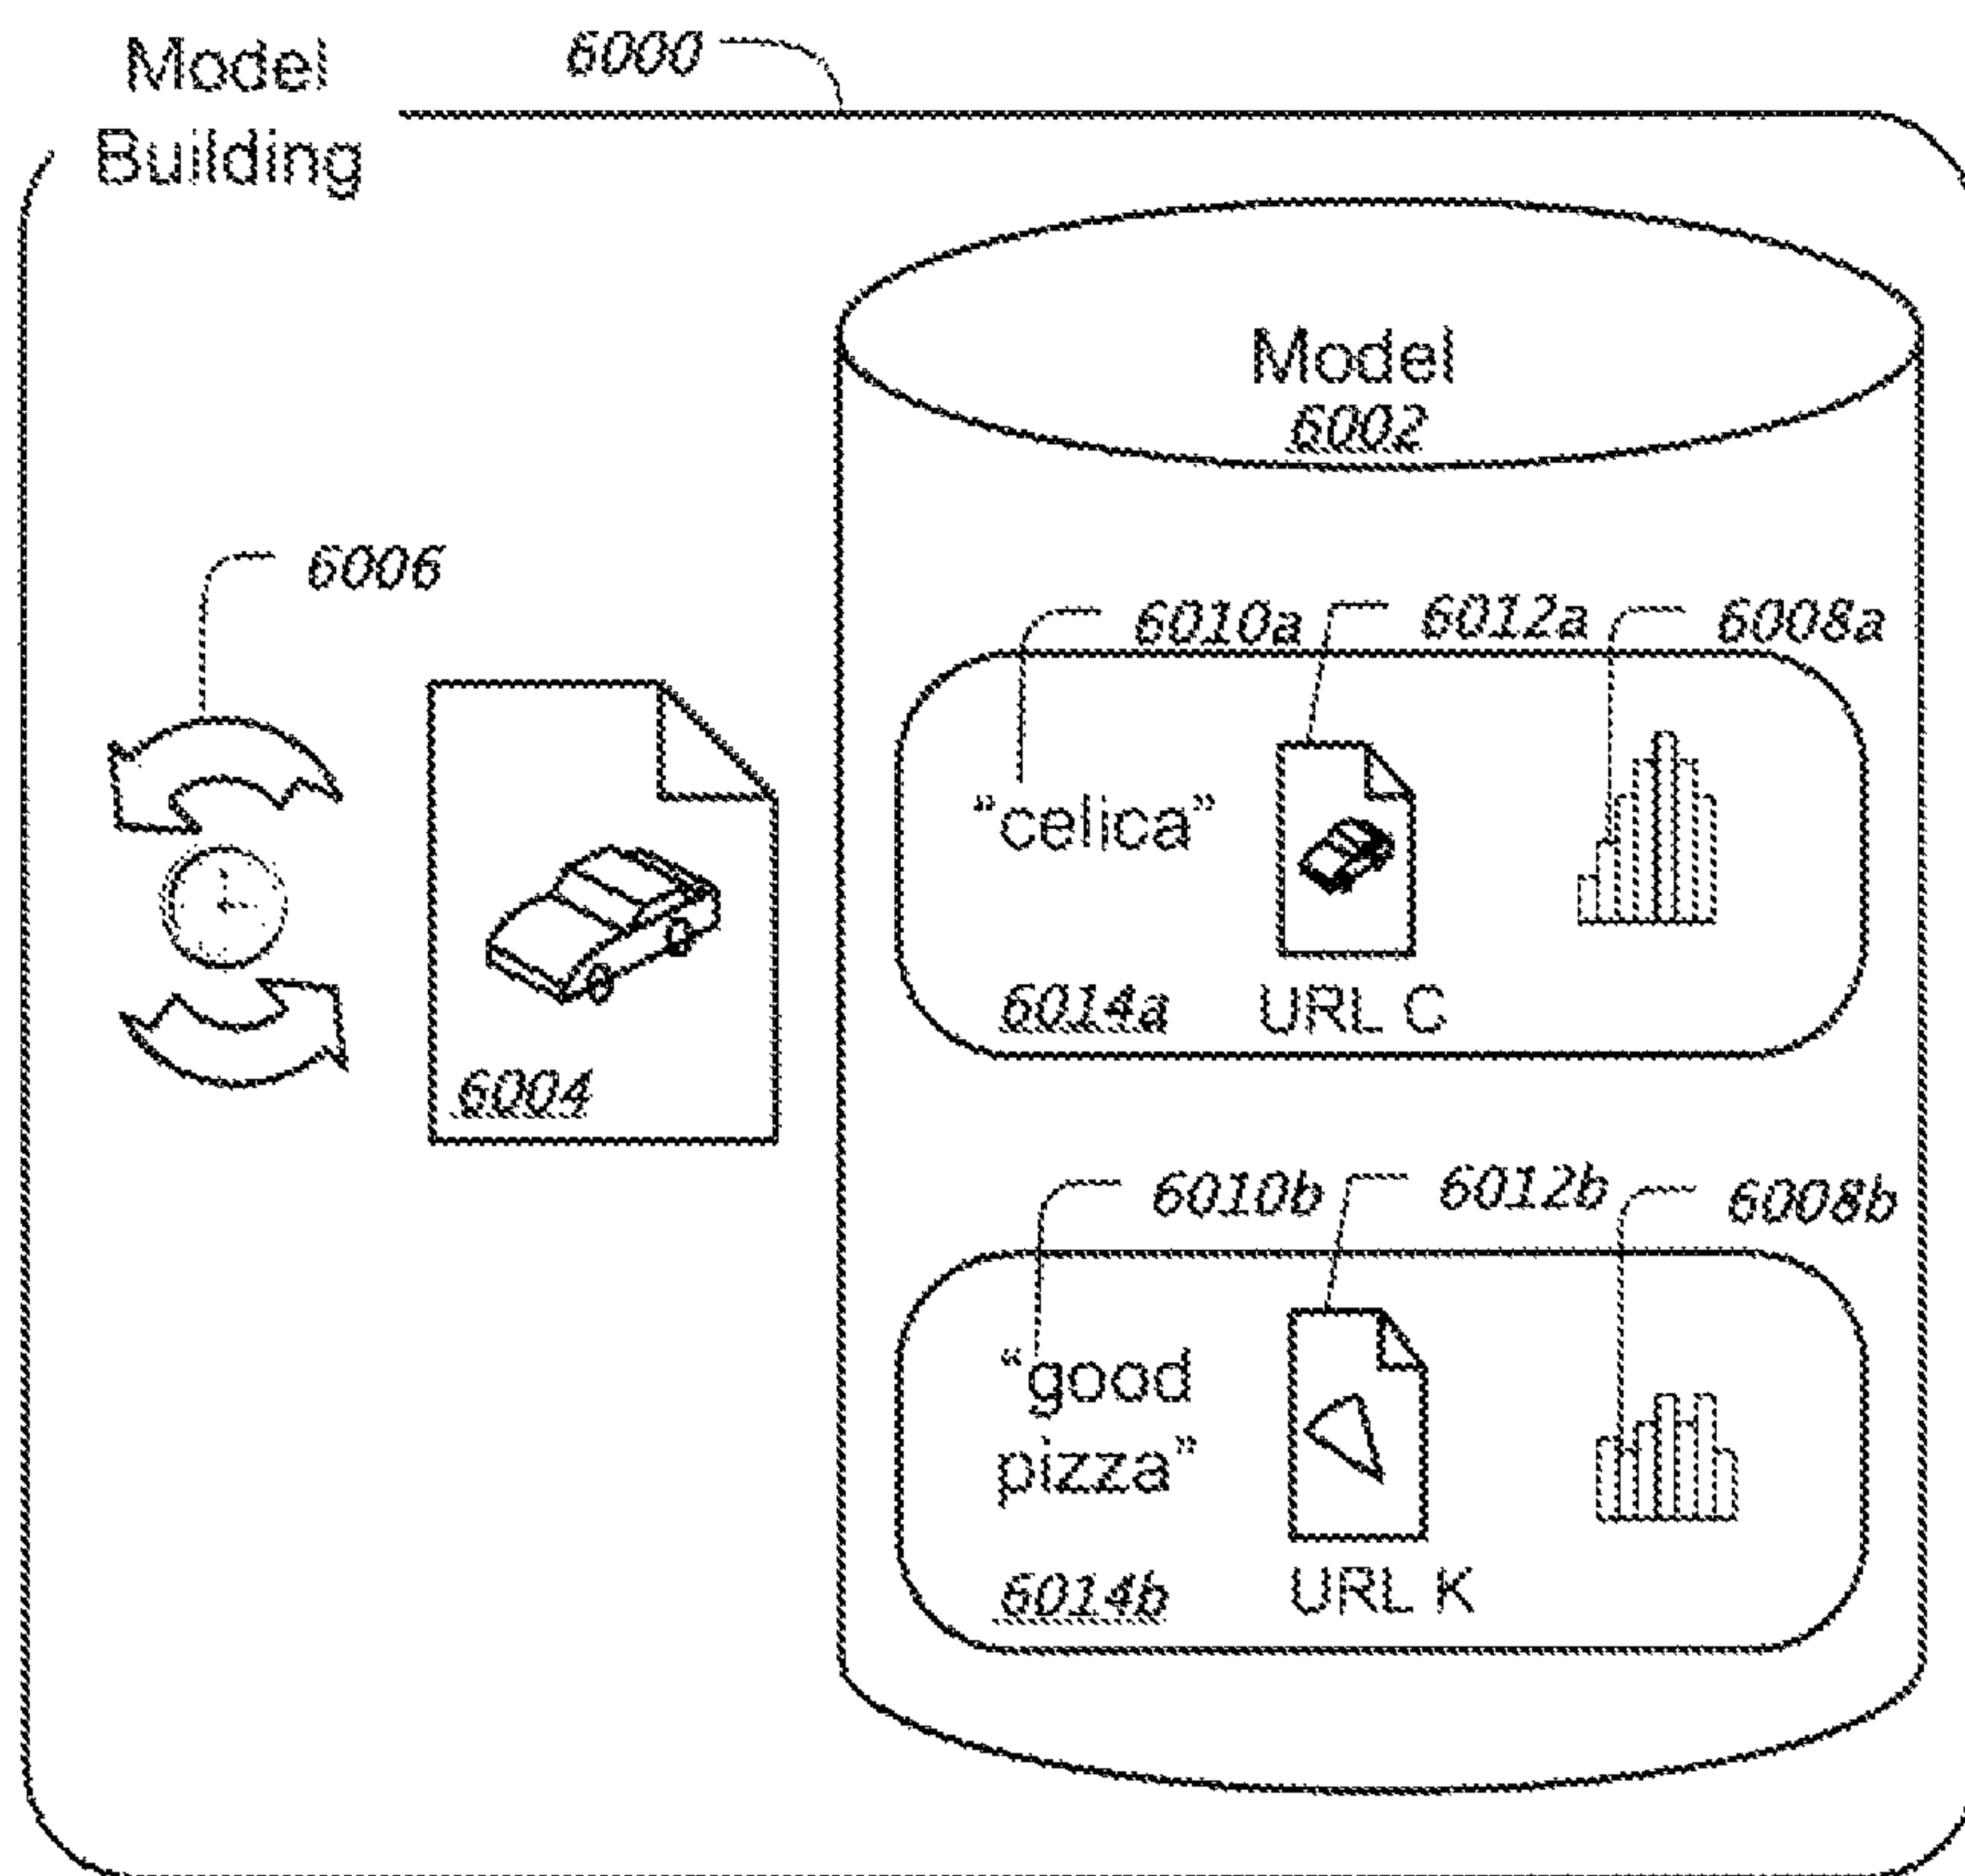 Model
Building
6000
Model
6002
6006
6010a
6012a
6008a
“celica”
6014a
URL C
6004
6010b
6012b
6008b
“good
pizza”
6014b
URL K